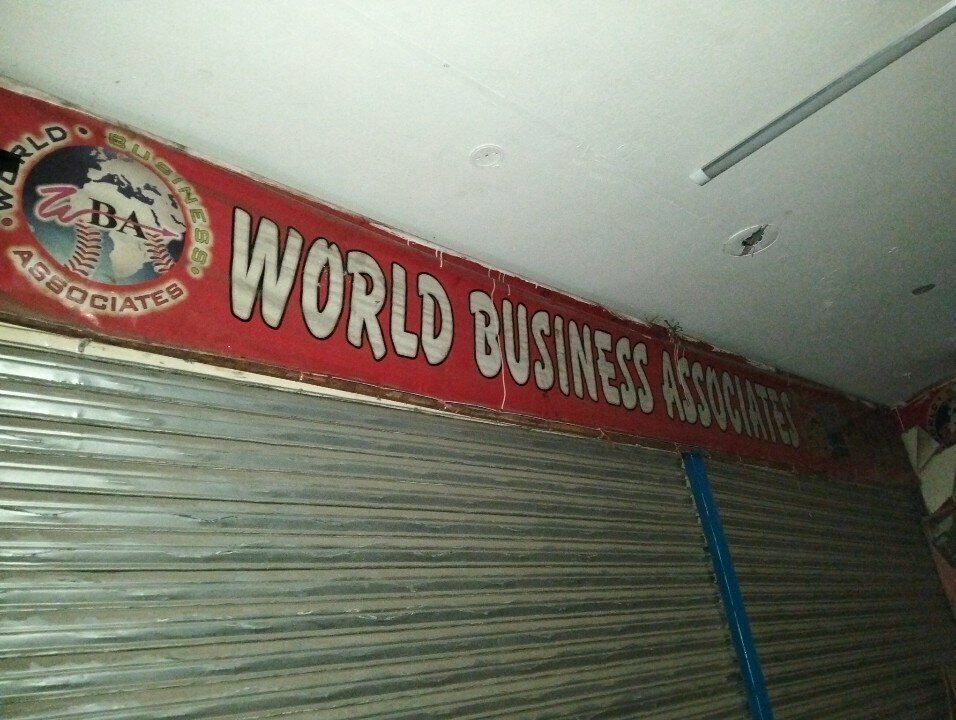 WORLD • BUSINESS •
WBA
ASSOCIATES
WORLD BUSINESS ASSOCIATES